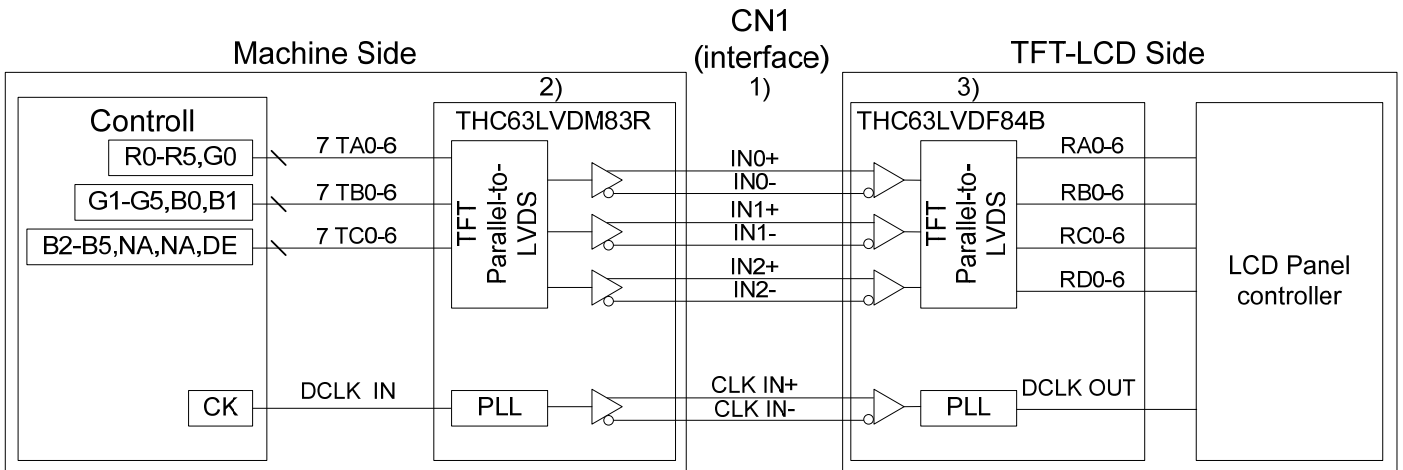 CN1
(interface)
1)
Machine Side
TFT-LCD Side
Controll
R0-R5,G0
G1-G5,B0,B1
B2-B5,NA,NA,DE
CK
7 TA0-6
7 TB0-6
7 TC0-6
DCLK IN
2)
THC63LVDM83R
TFT
Parallel-to-
LVDS
PLL
IN0+
IN0-
IN1+
IN1-
IN2+
IN2-
CLK IN+
CLK IN-
3)
THC63LVDF84B
TFT
Parallel-to-
LVDS
PLL
RA0-6
RB0-6
RC0-6
RD0-6
DCLK OUT
LCD Panel
controller